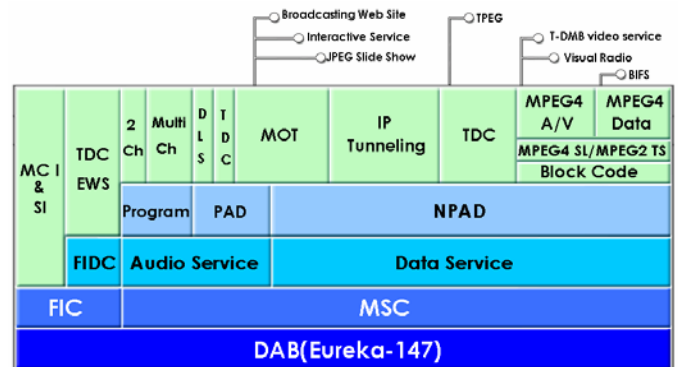 Broadcasting Web Site
TPEG
Interactive Service
T-DMB video service
JPEG Slide Show
Visual Radio
BIFS
MC I
&
SI
TDC
EWS
2
Ch
Multi
Ch
D
L
S
T
D
C
MOT
IP
Tunneling
TDC
MPEG4
A/V
MPEG4
Data
MPEG4 SL/MPEG2 TS
Block Code
Program
PAD
NPAD
FIDC
Audio Service
Data Service
FIC
MSC
DAB(Eureka-147)